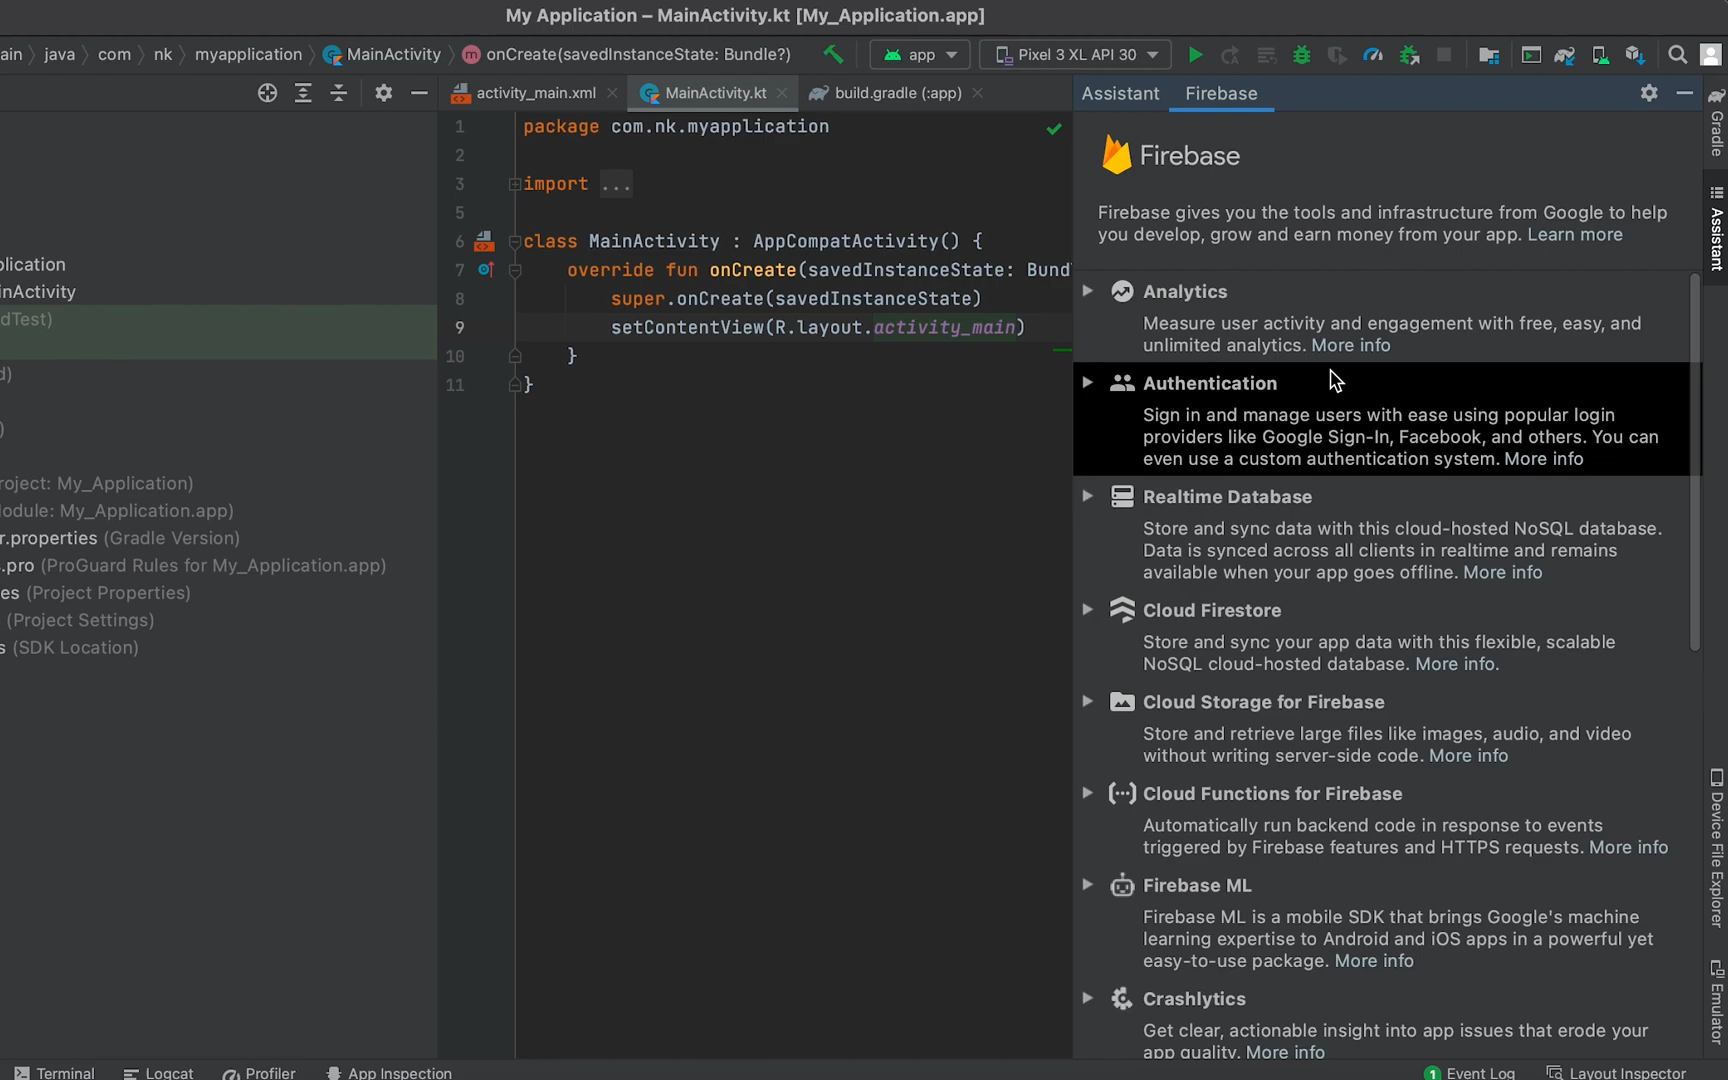 My Application – MainActivity.kt [My_Application.app]
ain java com nk myapplication MainActivity onCreate(savedInstanceState: Bundle?) app Pixel 3 XL API 30
activity_main.xml MainActivity.kt build.gradle (:app) Assistant Firebase
lication
inActivity
dTest)
d)
)
roject: My_Application)
odule: My_Application.app)
r.properties (Gradle Version)
.pro (ProGuard Rules for My_Application.app)
es (Project Properties)
(Project Settings)
s (SDK Location)
1 package com.nk.myapplication
2
3 import ...
5
6 class MainActivity : AppCompatActivity() {
7 override fun onCreate(savedInstanceState: Bund
8 super.onCreate(savedInstanceState)
9 setContentView(R.layout.activity_main)
10 }
11 }
Firebase
Firebase gives you the tools and infrastructure from Google to help
you develop, grow and earn money from your app. Learn more
Analytics
Measure user activity and engagement with free, easy, and
unlimited analytics. More info
Authentication
Sign in and manage users with ease using popular login
providers like Google Sign-In, Facebook, and others. You can
even use a custom authentication system. More info
Realtime Database
Store and sync data with this cloud-hosted NoSQL database.
Data is synced across all clients in realtime and remains
available when your app goes offline. More info
Cloud Firestore
Store and sync your app data with this flexible, scalable
NoSQL cloud-hosted database. More info.
Cloud Storage for Firebase
Store and retrieve large files like images, audio, and video
without writing server-side code. More info
Cloud Functions for Firebase
Automatically run backend code in response to events
triggered by Firebase features and HTTPS requests. More info
Firebase ML
Firebase ML is a mobile SDK that brings Google's machine
learning expertise to Android and iOS apps in a powerful yet
easy-to-use package. More info
Crashlytics
Get clear, actionable insight into app issues that erode your
app quality. More info
Gradle
Assistant
Device File Explorer
Emulator
Terminal Logcat Profiler App Inspection 1 Event Log Layout Inspector